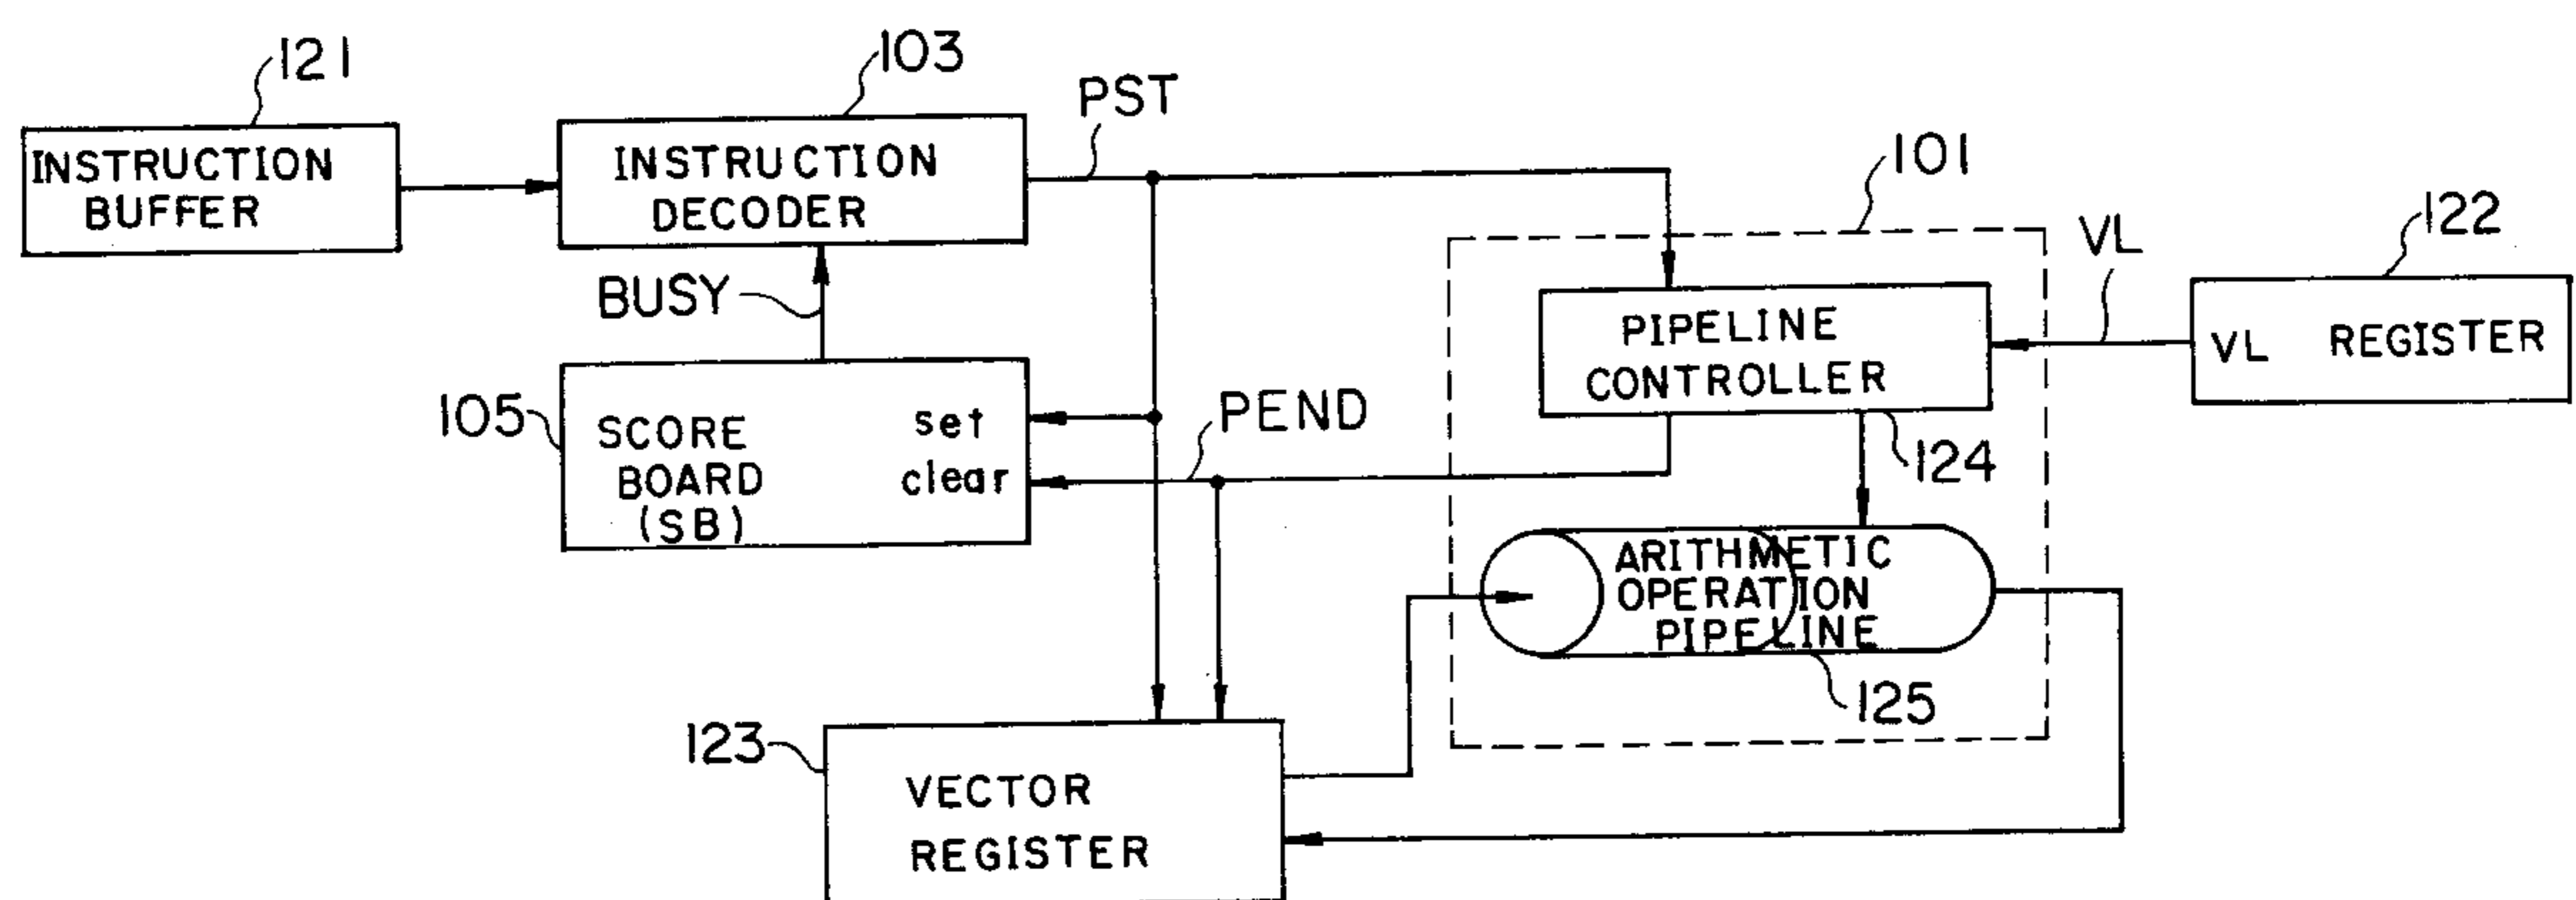 121
103
PST
INSTRUCTION
BUFFER
INSTRUCTION
DECODER
101
VL
122
BUSY
PIPELINE
CONTROLLER
VL REGISTER
105
SCORE
BOARD
(SB)
set
clear
PEND
124
ARITHMETIC
OPERATION
PIPELINE
125
123
VECTOR
REGISTER